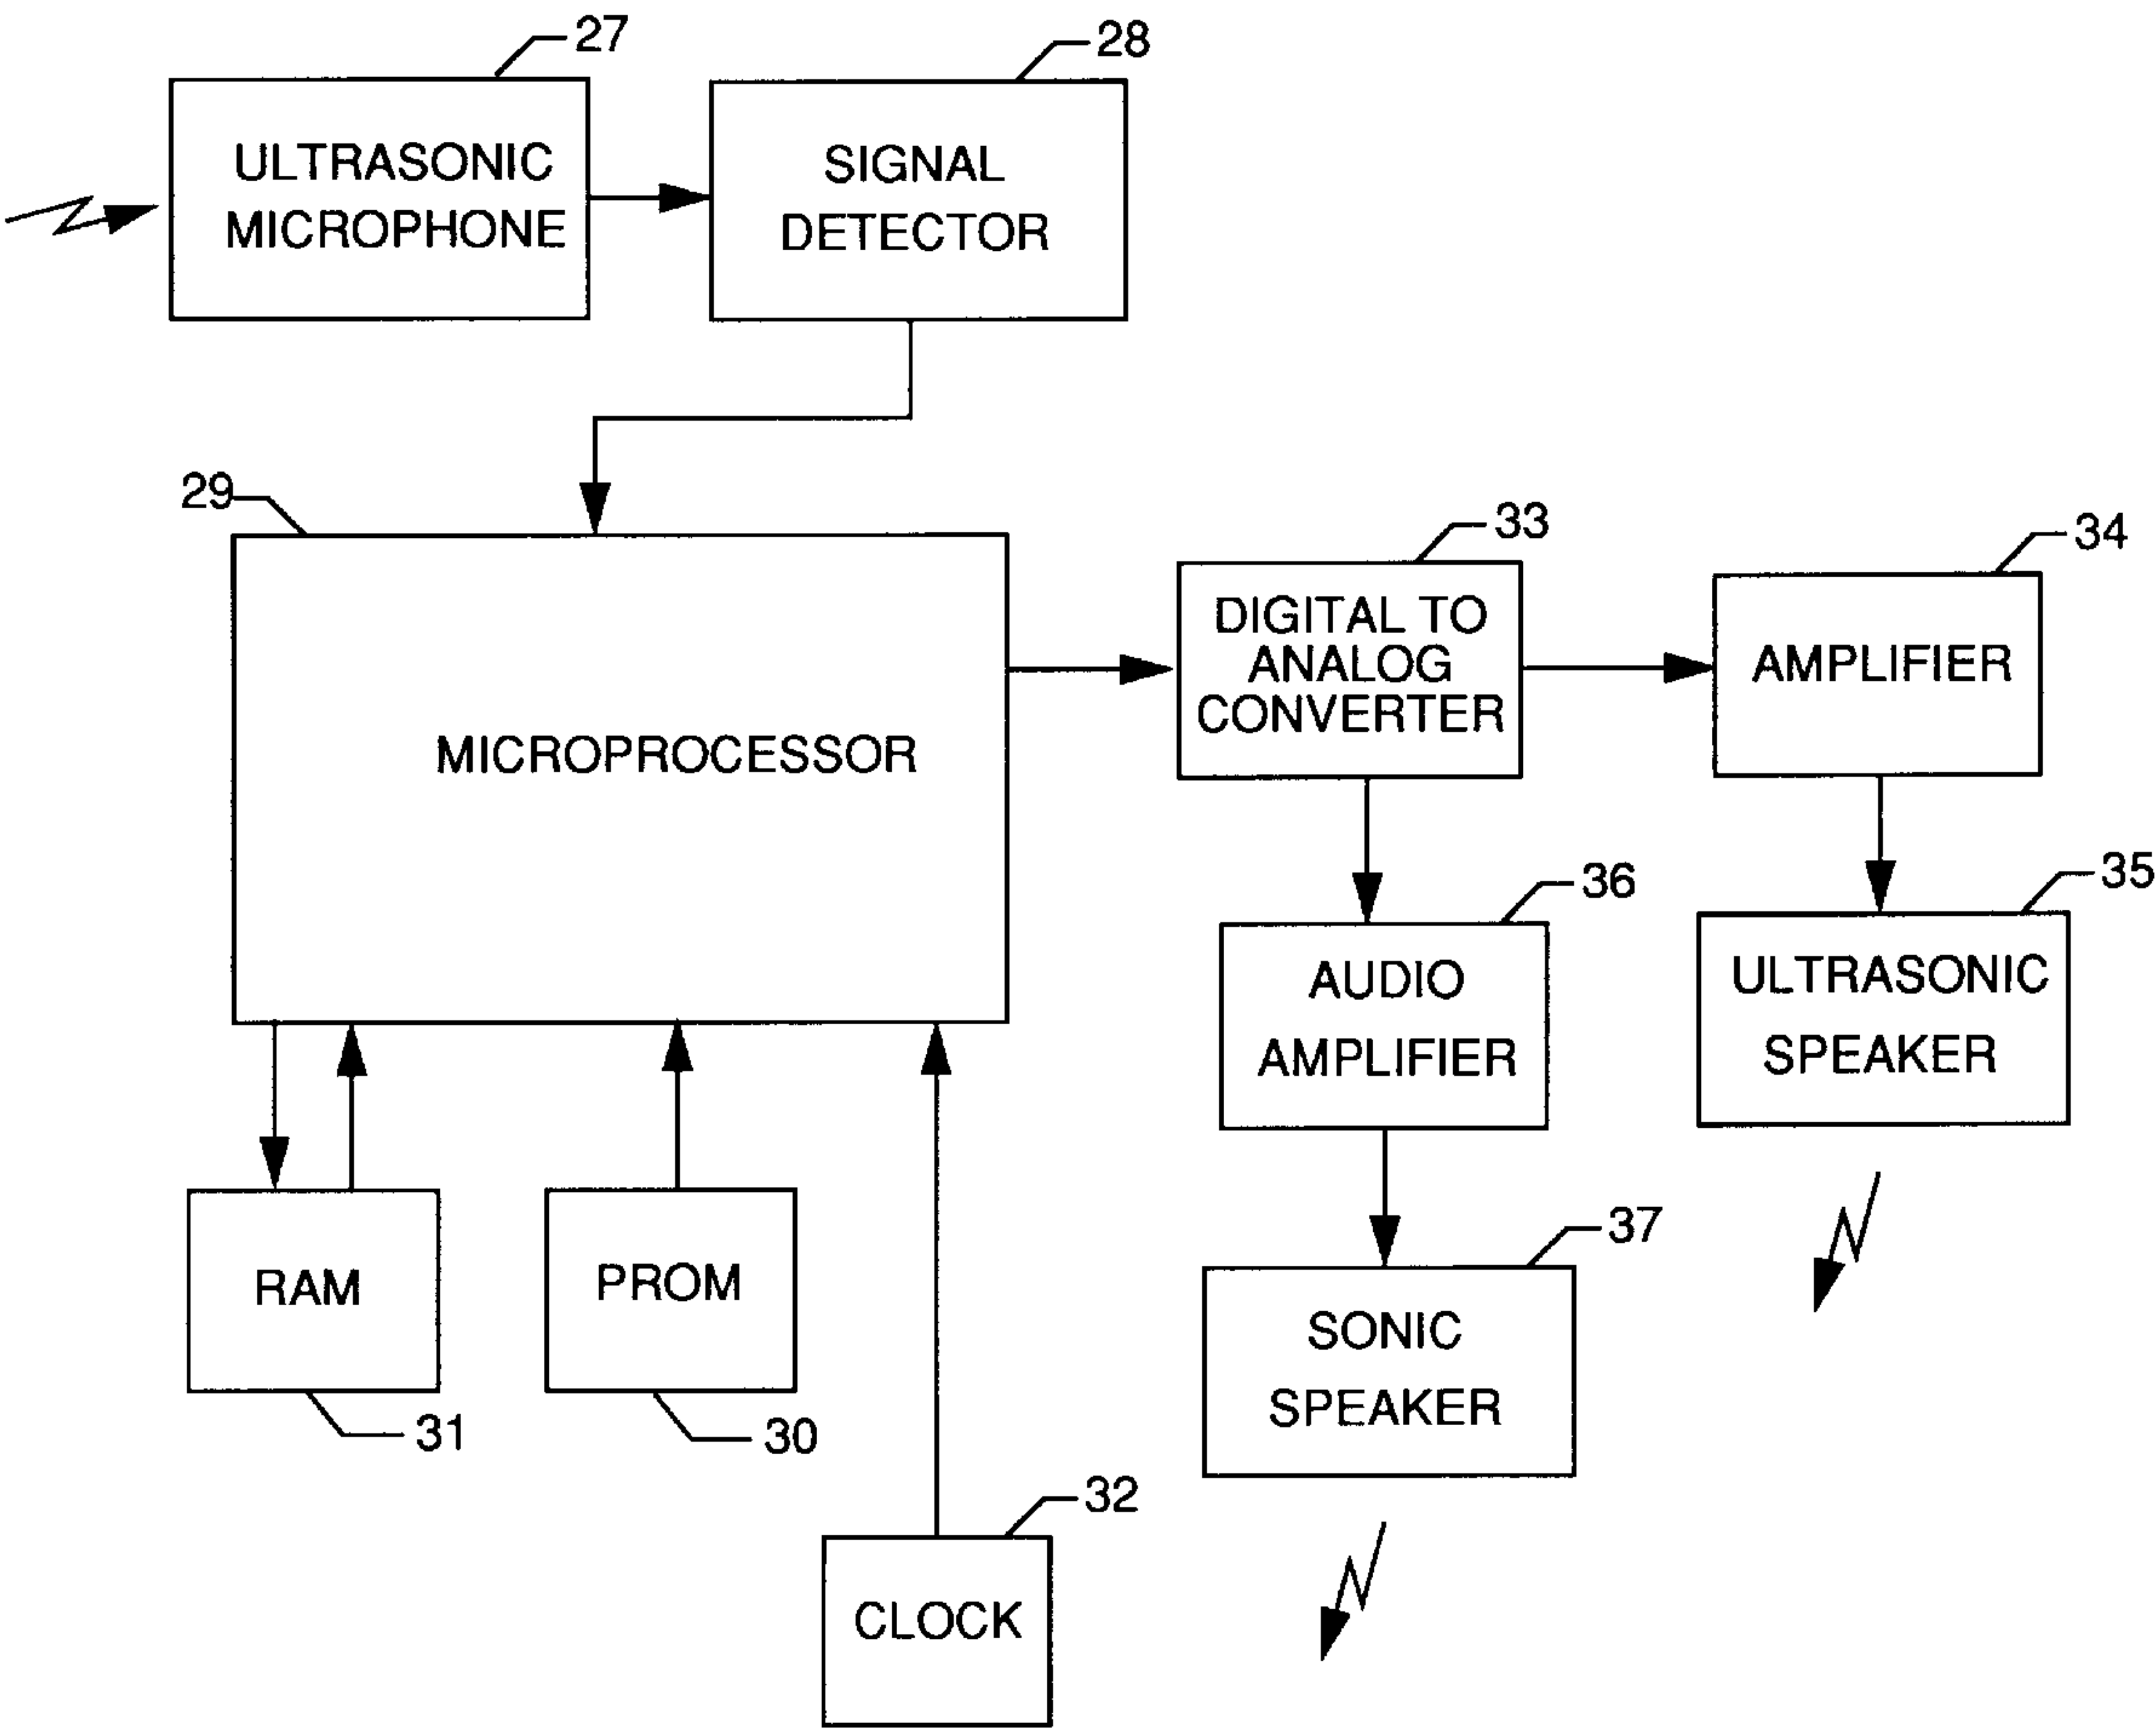 27
28
ULTRASONIC
MICROPHONE
SIGNAL
DETECTOR
29
33
34
MICROPROCESSOR
DIGITAL TO
ANALOG
CONVERTER
AMPLIFIER
36
35
AUDIO
AMPLIFIER
ULTRASONIC
SPEAKER
RAM
PROM
37
SONIC
SPEAKER
31
30
32
CLOCK